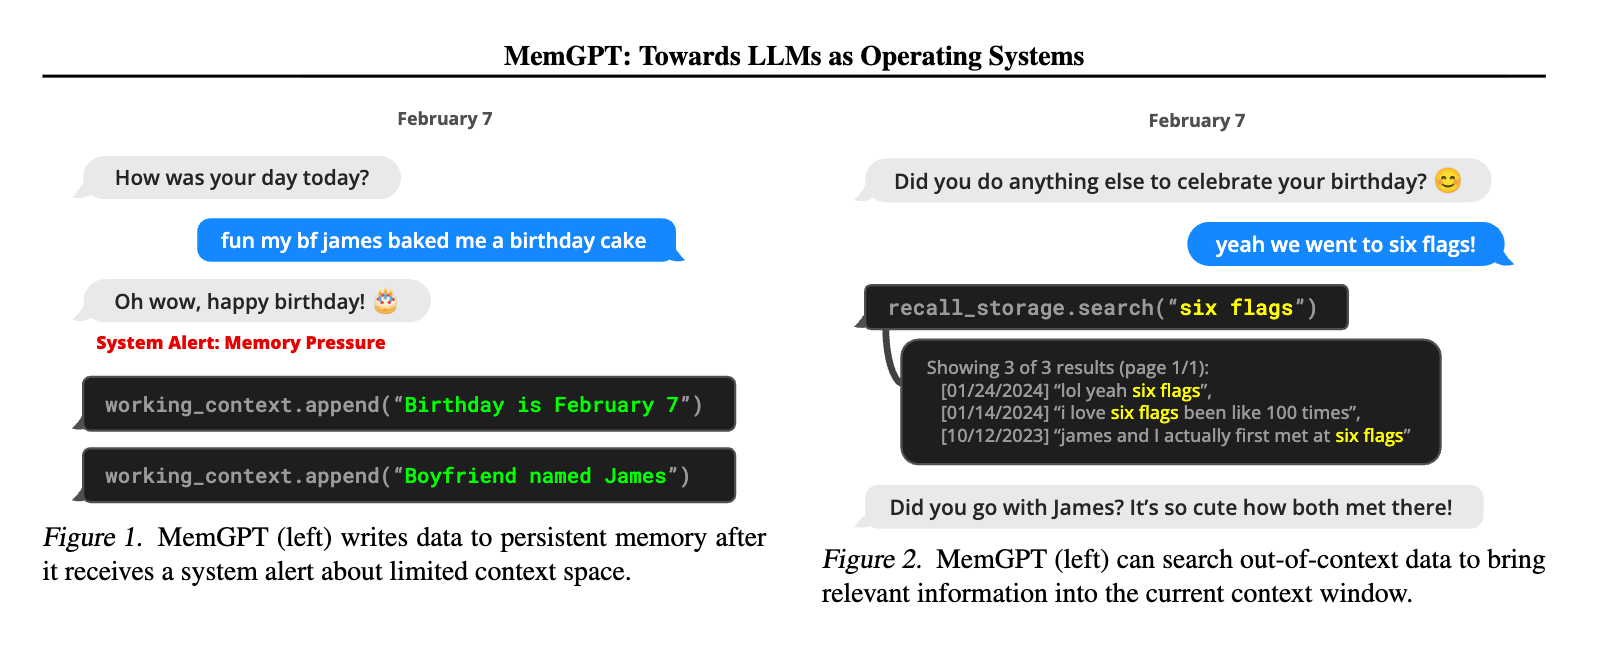 MemGPT: Towards LLMs as Operating Systems
February 7
How was your day today?
fun my bf james baked me a birthday cake
Oh wow, happy birthday! 🎂
System Alert: Memory Pressure
working_context.append(“Birthday is February 7”)
working_context.append(“Boyfriend named James”)
Figure 1. MemGPT (left) writes data to persistent memory after
it receives a system alert about limited context space.
February 7
Did you do anything else to celebrate your birthday? 😊
yeah we went to six flags!
recall_storage.search(“six flags”)
Showing 3 of 3 results (page 1/1):
[01/24/2024] “lol yeah six flags”,
[01/14/2024] “i love six flags been like 100 times”,
[10/12/2023] “james and I actually first met at six flags”
Did you go with James? It’s so cute how both met there!
Figure 2. MemGPT (left) can search out-of-context data to bring
relevant information into the current context window.